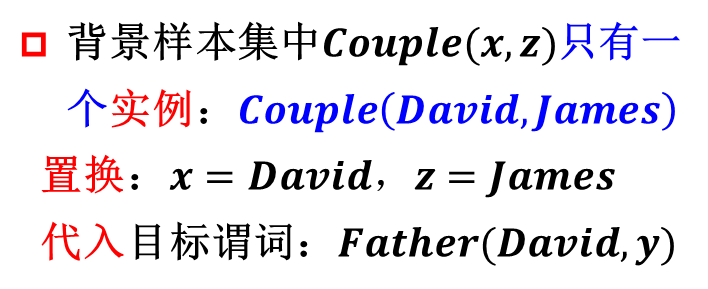 背景样本集中Couple(x, z)只有一
个实例：Couple(David, James)
置换：x = David，z = James
代入目标谓词：Father(David, y)